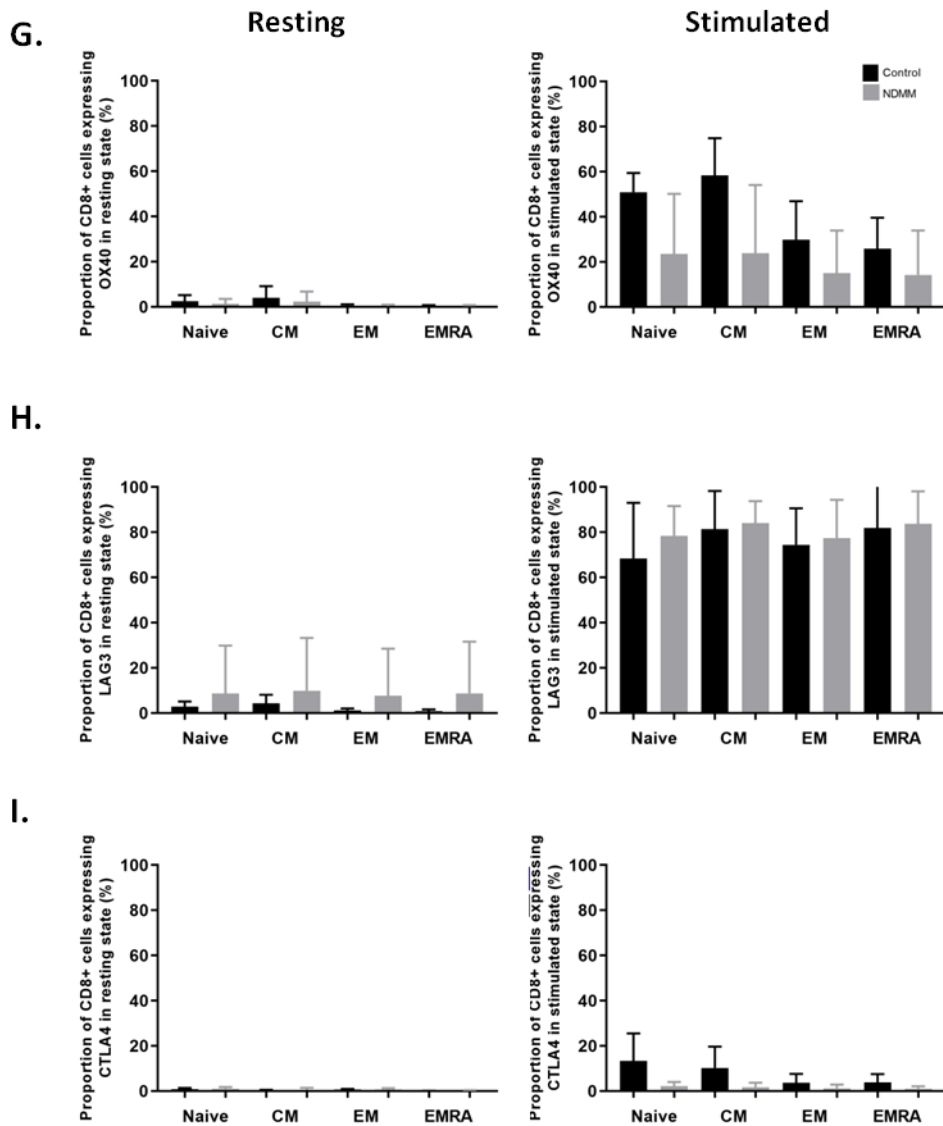 G.
Resting
Stimulated
Proportion of CD8+ cells expressing
OX40 in resting state (%)
100
80
60
40
20
0
Naive CM EM EMRA
Proportion of CD8+ cells expressing
OX40 in stimulated state (%)
100
80
60
40
20
0
Naive CM EM EMRA
Control
NDMM
H.
Proportion of CD8+ cells expressing
LAG3 in resting state (%)
100
80
60
40
20
0
Naive CM EM EMRA
Proportion of CD8+ cells expressing
LAG3 in stimulated state (%)
100
80
60
40
20
0
Naive CM EM EMRA
I.
Proportion of CD8+ cells expressing
CTLA4 in resting state (%)
100
80
60
40
20
0
Naive CM EM EMRA
Proportion of CD8+ cells expressing
CTLA4 in stimulated state (%)
100
80
60
40
20
0
Naive CM EM EMRA